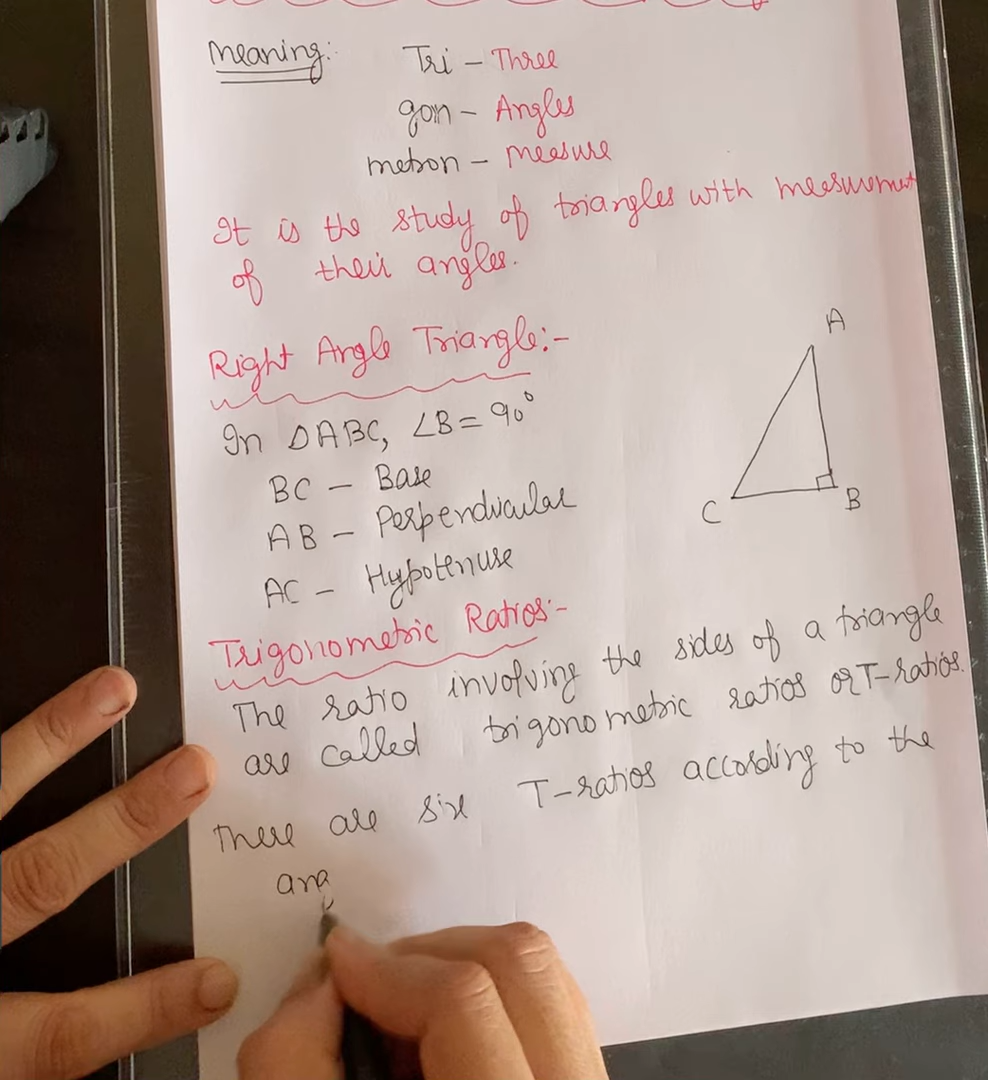 Meaning:
Tri - Three
gon - Angles
metron - Measure
It is the study of triangles with measurement
of their angles.
Right Angle Triangle:-
In △ABC, ∠B = 90°
BC - Base
AB - Perpendicular
AC - Hypotenuse
A
C
B
Trigonometric Ratios:-
The ratio involving the sides of a triangle
are called trigonometric ratios or T-ratios.
There are six T-ratios according to the
ang